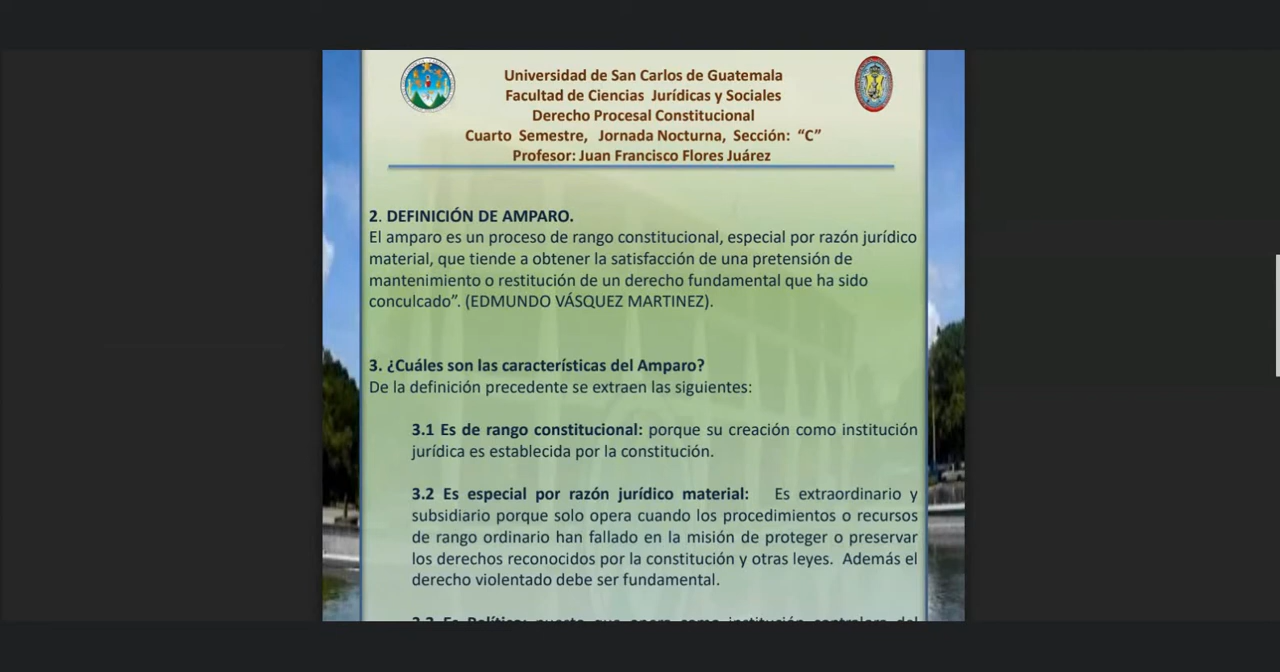 Universidad de San Carlos de Guatemala
Facultad de Ciencias Jurídicas y Sociales
Derecho Procesal Constitucional
Cuarto Semestre, Jornada Nocturna, Sección: “C”
Profesor: Juan Francisco Flores Juárez
2. DEFINICIÓN DE AMPARO.
El amparo es un proceso de rango constitucional, especial por razón jurídico
material, que tiende a obtener la satisfacción de una pretensión de
mantenimiento o restitución de un derecho fundamental que ha sido
conculcado”. (EDMUNDO VÁSQUEZ MARTINEZ).
3. ¿Cuáles son las características del Amparo?
De la definición precedente se extraen las siguientes:
3.1 Es de rango constitucional: porque su creación como institución
jurídica es establecida por la constitución.
3.2 Es especial por razón jurídico material: Es extraordinario y
subsidiario porque solo opera cuando los procedimientos o recursos
de rango ordinario han fallado en la misión de proteger o preservar
los derechos reconocidos por la constitución y otras leyes. Además el
derecho violentado debe ser fundamental.